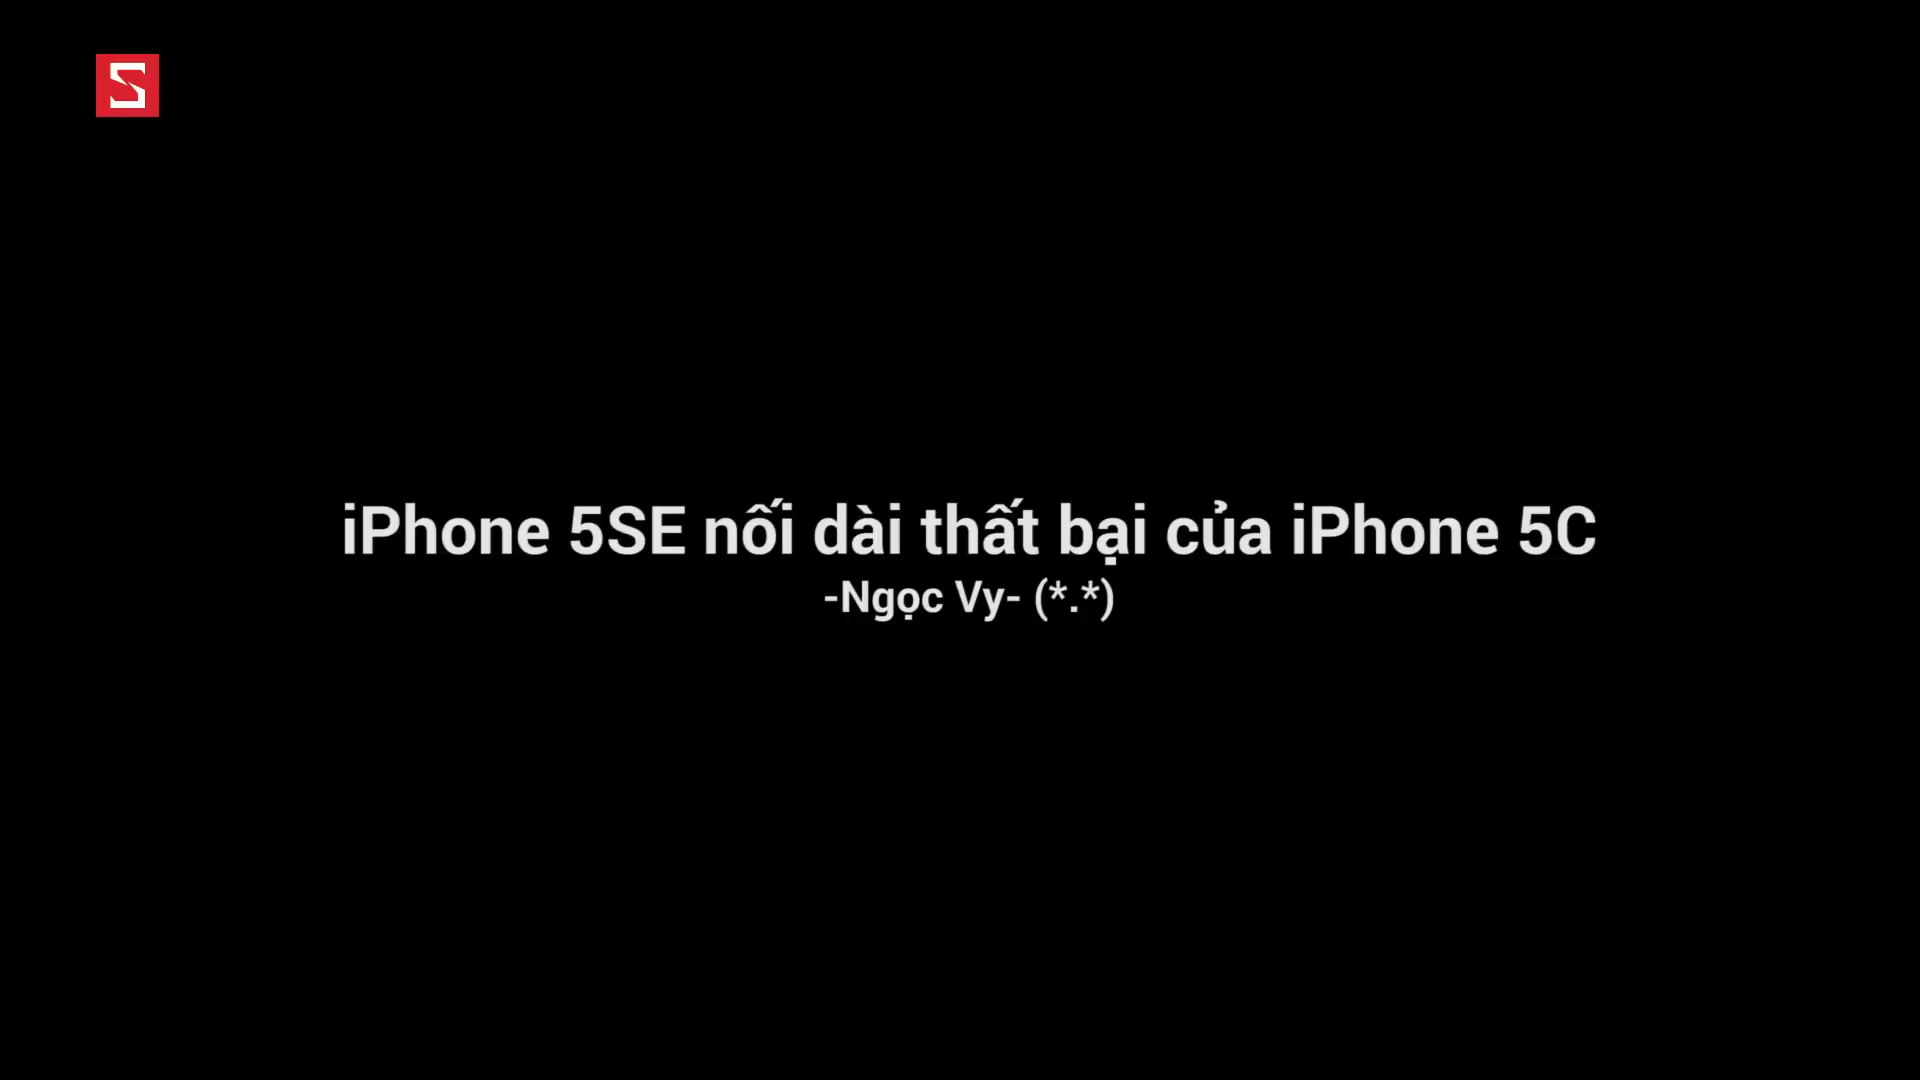 S
iPhone 5SE nối dài thất bại của iPhone 5C
-Ngọc Vy- (*.*)